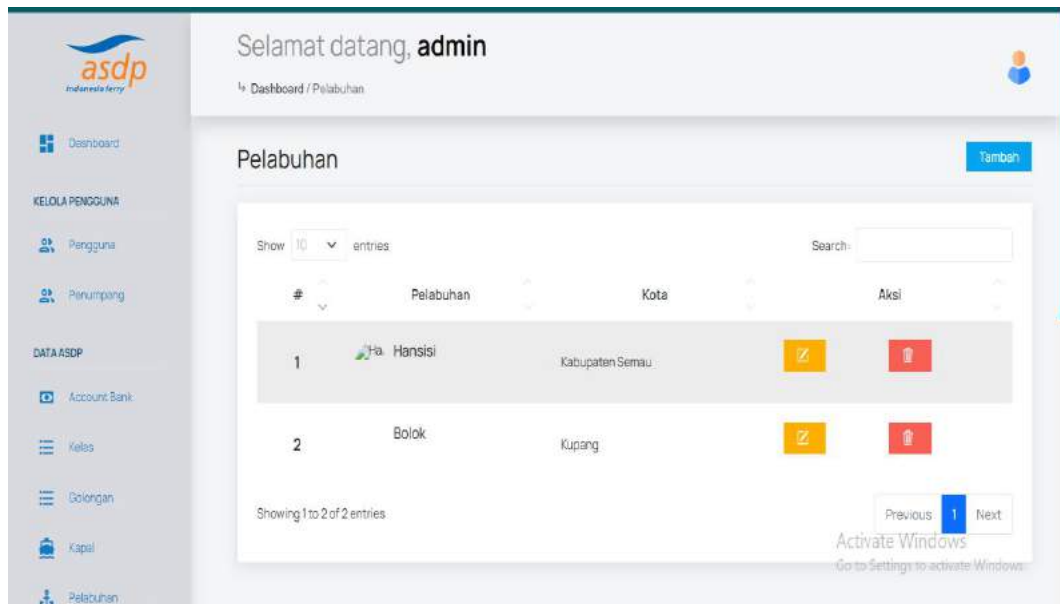 asdp
indonesia ferry
Selamat datang, admin
Dashboard / Pelabuhan
Dashboard
KELOLA PENGGUNA
Pengguna
Penumpang
DATA ASDP
Account Bank
Kelas
Golongan
Kapal
Pelabuhan
Pelabuhan
Tambah
Show 10 entries
Search:
# Pelabuhan Kota Aksi
1 Ha Hansisi Kabupaten Semau
2 Bolok Kupang
Showing 1 to 2 of 2 entries
Previous 1 Next
Activate Windows
Go to Settings to activate Windows.